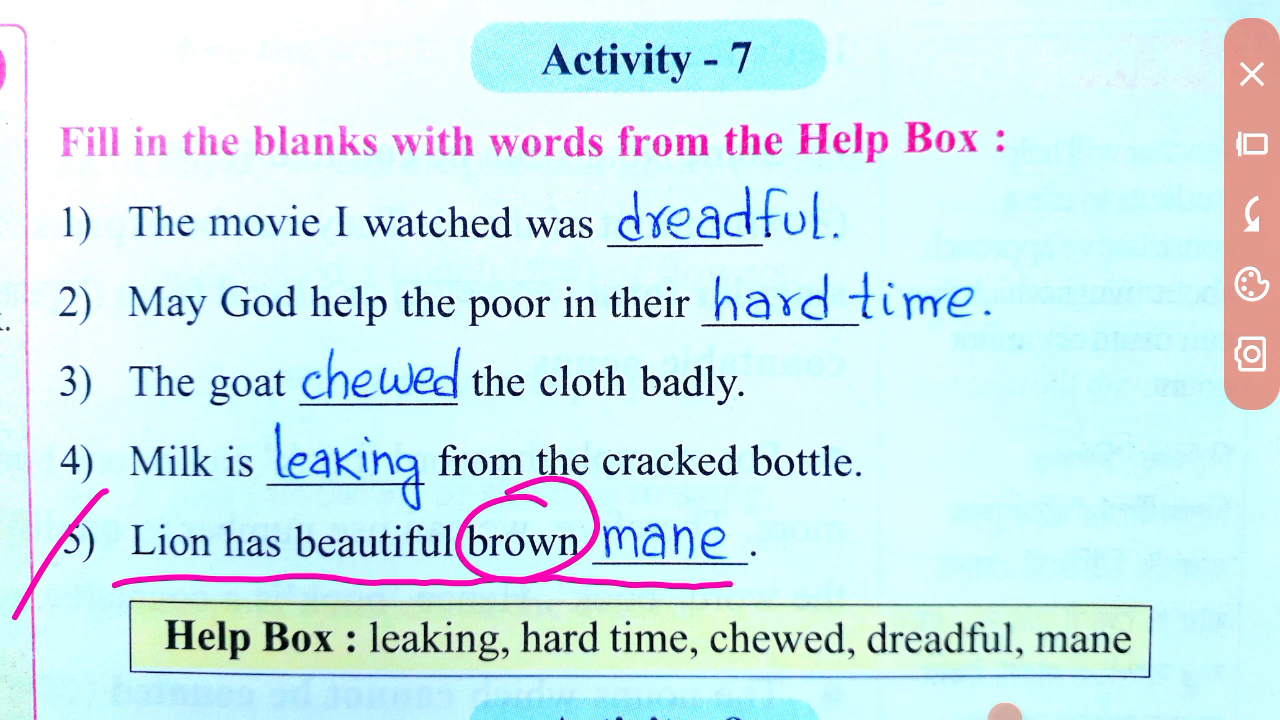 Activity - 7
Fill in the blanks with words from the Help Box :
1) The movie I watched was dreadful.
2) May God help the poor in their hard time.
3) The goat chewed the cloth badly.
4) Milk is leaking from the cracked bottle.
5) Lion has beautiful brown mane .
Help Box : leaking, hard time, chewed, dreadful, mane